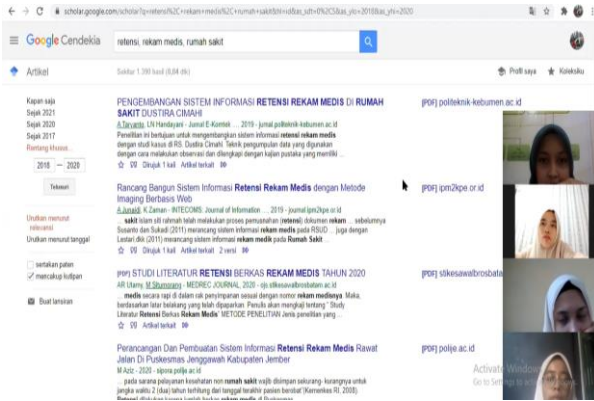 scholar.google.com/scholar?q=retensi%2C+rekam+medis%2C+rumah+sakit&hl=id&as_sdt=0%2C5&as_ylo=2018&as_yhi=2020
Google Cendekia
retensi, rekam medis, rumah sakit
Artikel
Sekitar 1.390 hasil (0,04 dtk)
Profil saya
Koleksiku
Kapan saja
Sejak 2021
Sejak 2020
Sejak 2017
Rentang khusus...
2018 — 2020
Telusuri
Urutkan menurut
relevansi
Urutkan menurut tanggal
sertakan paten
mencakup kutipan
Buat lansiran
PENGEMBANGAN SISTEM INFORMASI RETENSI REKAM MEDIS DI RUMAH
SAKIT DUSTIRA CIMAHI
A Taryanto, LN Handayani - Jurnal E-Komtek ..., 2019 - jurnal.politeknik-kebumen.ac.id
Penelitian ini bertujuan untuk mengembangkan sistem informasi retensi rekam medis
dengan studi kasus di RS. Dustira Cimahi. Teknik pengumpulan data yang digunakan
dengan cara melakukan observasi dan dilengkapi dengan kajian pustaka yang memiliki ...
Dirujuk 1 kali Artikel terkait
[PDF] politeknik-kebumen.ac.id
Rancang Bangun Sistem Informasi Retensi Rekam Medis dengan Metode
Imaging Berbasis Web
A Junaidi, K Zaman - INTECOMS: Journal of Information ..., 2019 - journal.ipm2kpe.or.id
... sakit Islam siti rahmah telah melakukan proses pemusnahan (retensi) dokumen rekam ... sebelumnya
Susanto dan Sukadi (2011) merancang sistem informasi rekam medis pada RSUD ... juga dengan
Lestari dkk (2011) merancang sistem informasi rekam medik pada Rumah Sakit ...
Dirujuk 1 kali Artikel terkait 2 versi
[PDF] ipm2kpe.or.id
[PDF] STUDI LITERATUR RETENSI BERKAS REKAM MEDIS TAHUN 2020
AR Utamy, M Situmorang - MEDREC JOURNAL, 2020 - ojs.stikesawalbrosbatam.ac.id
... medis secara rapi di dalam rak penyimpanan sesuai dengan nomor rekam medisnya. Maka,
berdasarkan latar belakang yang telah dipaparkan. Penulis akan mengkaji tentang " Study
Literatur Retensi Berkas Rekam Medis" METODE PENELITIAN Jenis penelitian yang ...
Artikel terkait
[PDF] stikesawalbrosbata
Perancangan Dan Pembuatan Sistem Informasi Retensi Rekam Medis Rawat
Jalan Di Puskesmas Jenggawah Kabupaten Jember
M Aziz - 2020 - sipora.polije.ac.id
... pada sarana pelayanan kesehatan non rumah sakit wajib disimpan sekurang- kurangnya untuk
jangka waktu 2 (dua) tahun terhitung dari tanggal terakhir pasien berobat"(Kemenkes RI, 2008)
[PDF] polije.ac.id
Activate Windows
Go to Settings to